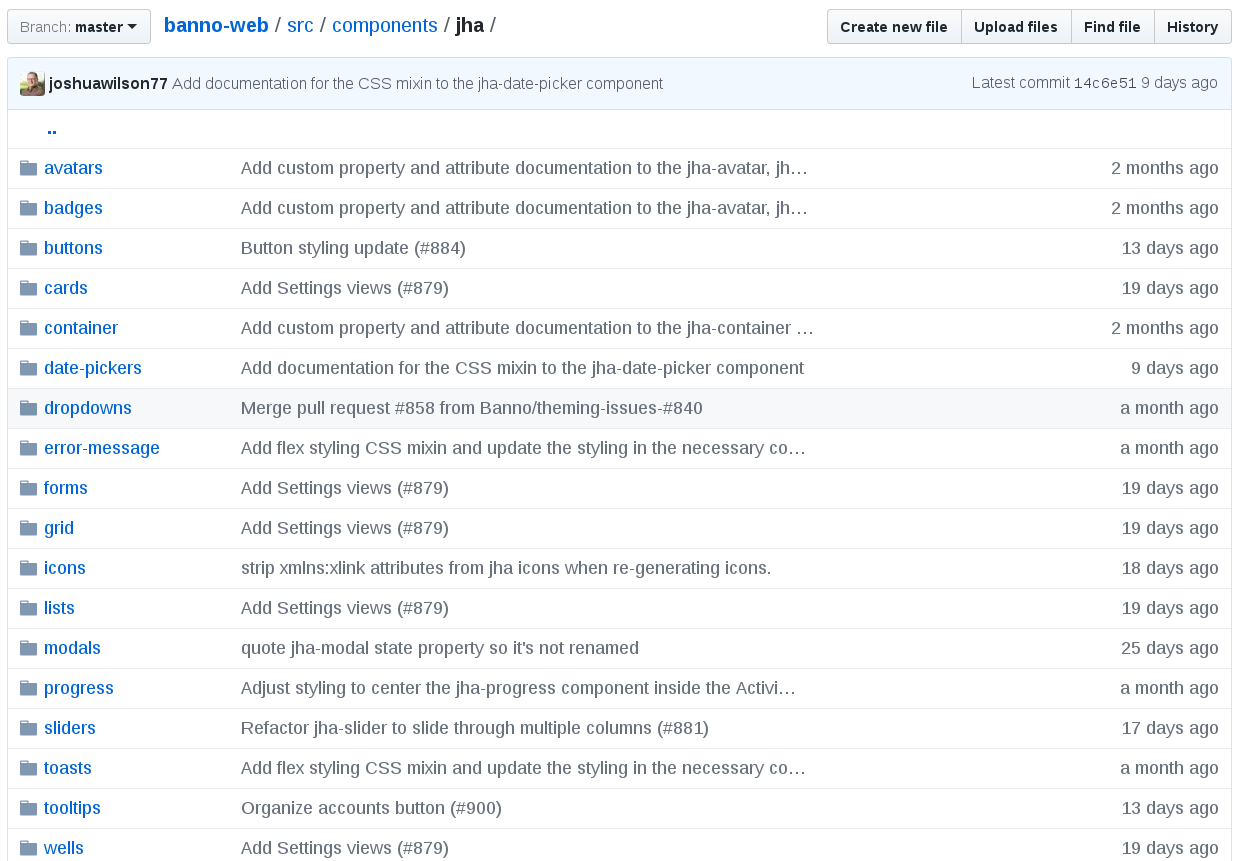 Branch: master banno-web / src / components / jha / Create new file Upload files Find file History
joshuawilson77 Add documentation for the CSS mixin to the jha-date-picker component Latest commit 14c6e51 9 days ago
..
avatars Add custom property and attribute documentation to the jha-avatar, jh… 2 months ago
badges Add custom property and attribute documentation to the jha-avatar, jh… 2 months ago
buttons Button styling update (#884) 13 days ago
cards Add Settings views (#879) 19 days ago
container Add custom property and attribute documentation to the jha-container … 2 months ago
date-pickers Add documentation for the CSS mixin to the jha-date-picker component 9 days ago
dropdowns Merge pull request #858 from Banno/theming-issues-#840 a month ago
error-message Add flex styling CSS mixin and update the styling in the necessary co… a month ago
forms Add Settings views (#879) 19 days ago
grid Add Settings views (#879) 19 days ago
icons strip xmlns:xlink attributes from jha icons when re-generating icons. 18 days ago
lists Add Settings views (#879) 19 days ago
modals quote jha-modal state property so it's not renamed 25 days ago
progress Adjust styling to center the jha-progress component inside the Activi… a month ago
sliders Refactor jha-slider to slide through multiple columns (#881) 17 days ago
toasts Add flex styling CSS mixin and update the styling in the necessary co… a month ago
tooltips Organize accounts button (#900) 13 days ago
wells Add Settings views (#879) 19 days ago